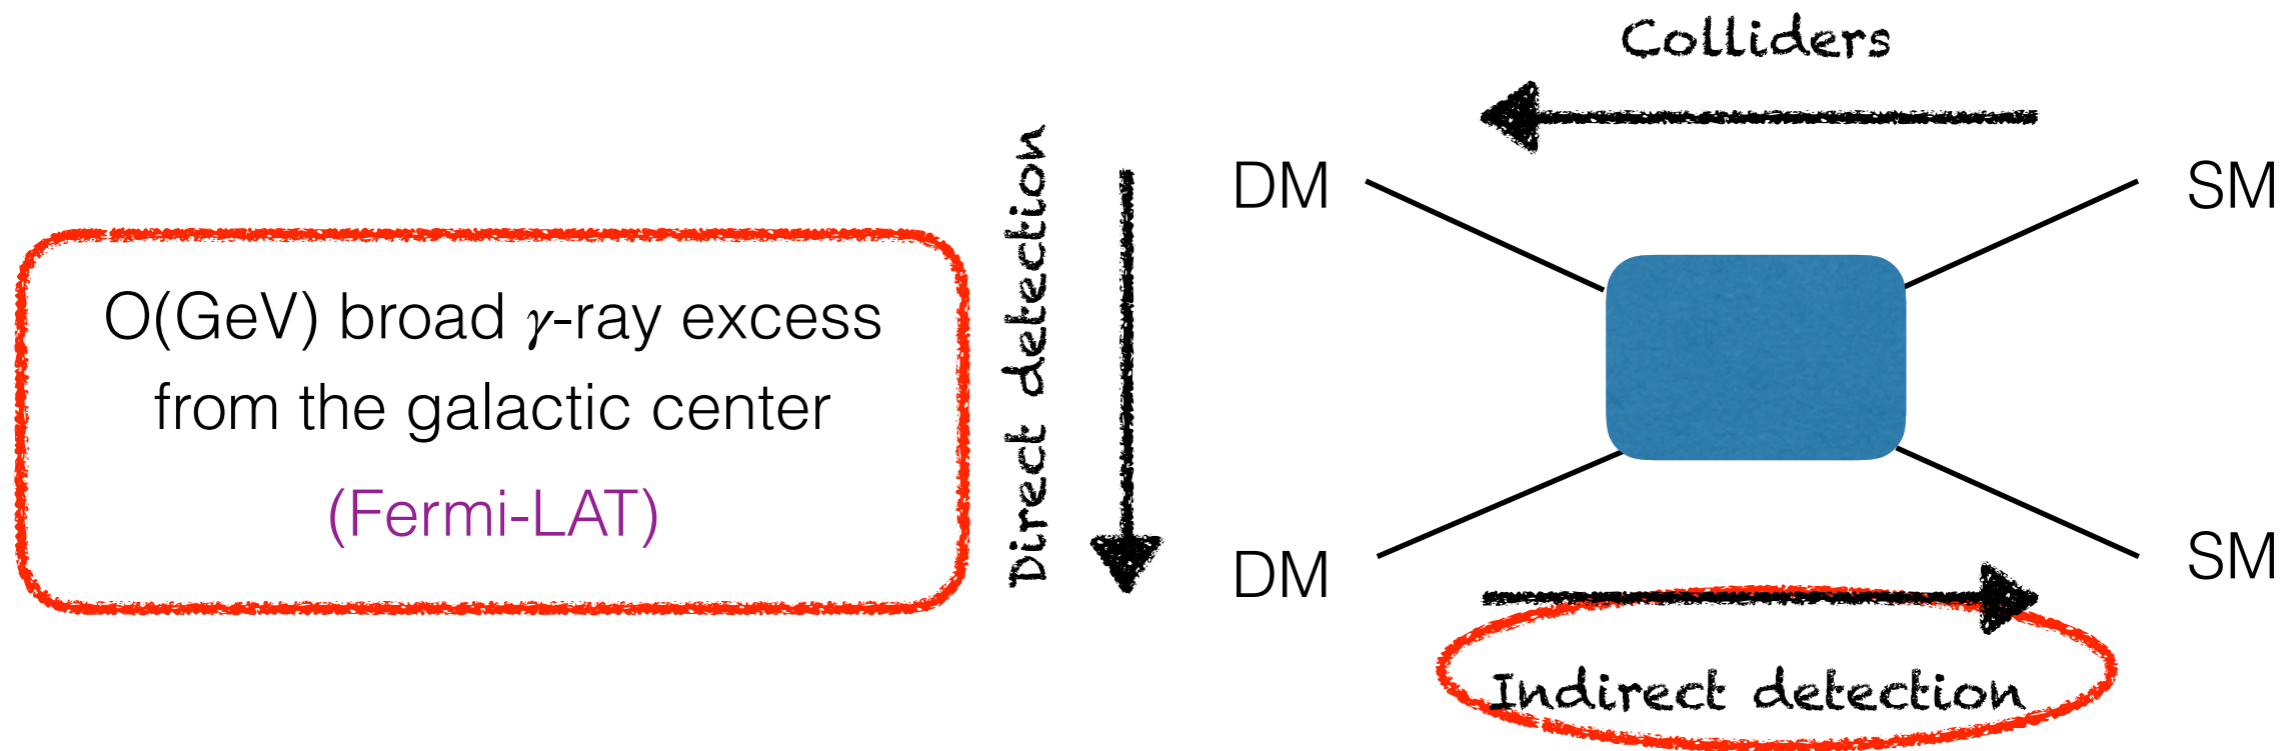 O(GeV) broad γ-ray excess
from the galactic center
(Fermi-LAT)
Direct detection
Colliders
DM
SM
DM
SM
Indirect detection